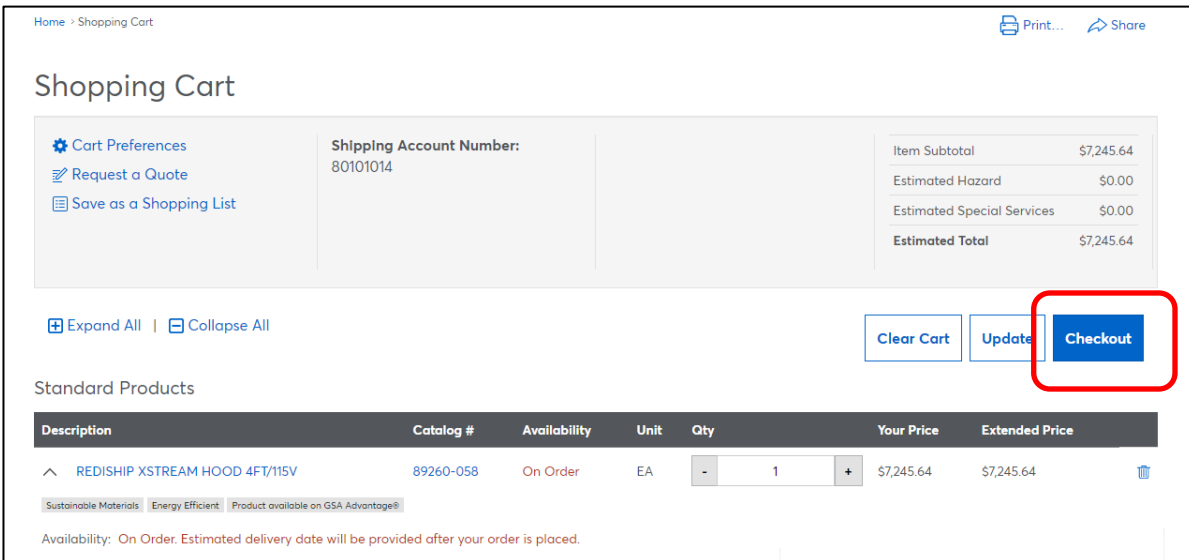 Home > Shopping Cart
Print... Share
Shopping Cart
Cart Preferences
Request a Quote
Save as a Shopping List
Shipping Account Number:
80101014
Item Subtotal $7,245.64
Estimated Hazard $0.00
Estimated Special Services $0.00
Estimated Total $7,245.64
Expand All | Collapse All
Clear Cart Update Checkout
Standard Products
Description Catalog # Availability Unit Qty Your Price Extended Price
REDISHIP XSTREAM HOOD 4FT/115V 89260-058 On Order EA - 1 + $7,245.64 $7,245.64
Sustainable Materials Energy Efficient Product available on GSA Advantage®
Availability: On Order. Estimated delivery date will be provided after your order is placed.